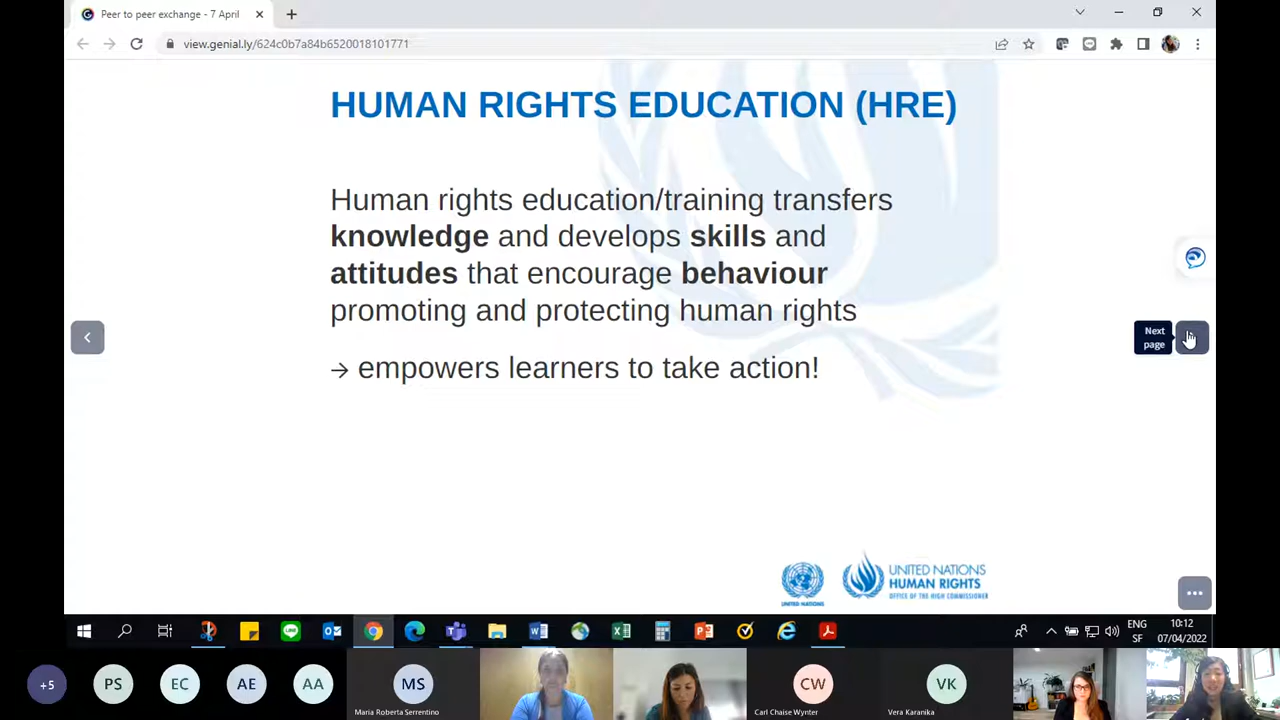 Peer to peer exchange - 7 April
view.genial.ly/624c0b7a84b6520018101771
HUMAN RIGHTS EDUCATION (HRE)
Human rights education/training transfers
knowledge and develops skills and
attitudes that encourage behaviour
promoting and protecting human rights
→ empowers learners to take action!
Next
page
UNITED NATIONS
UNITED NATIONS
HUMAN RIGHTS
OFFICE OF THE HIGH COMMISSIONER
ENG
SF
10:12
07/04/2022
+5
PS
EC
AE
AA
MS
Maria Roberta Serrentino
CW
Carl Chaise Wynter
VK
Vera Karanika